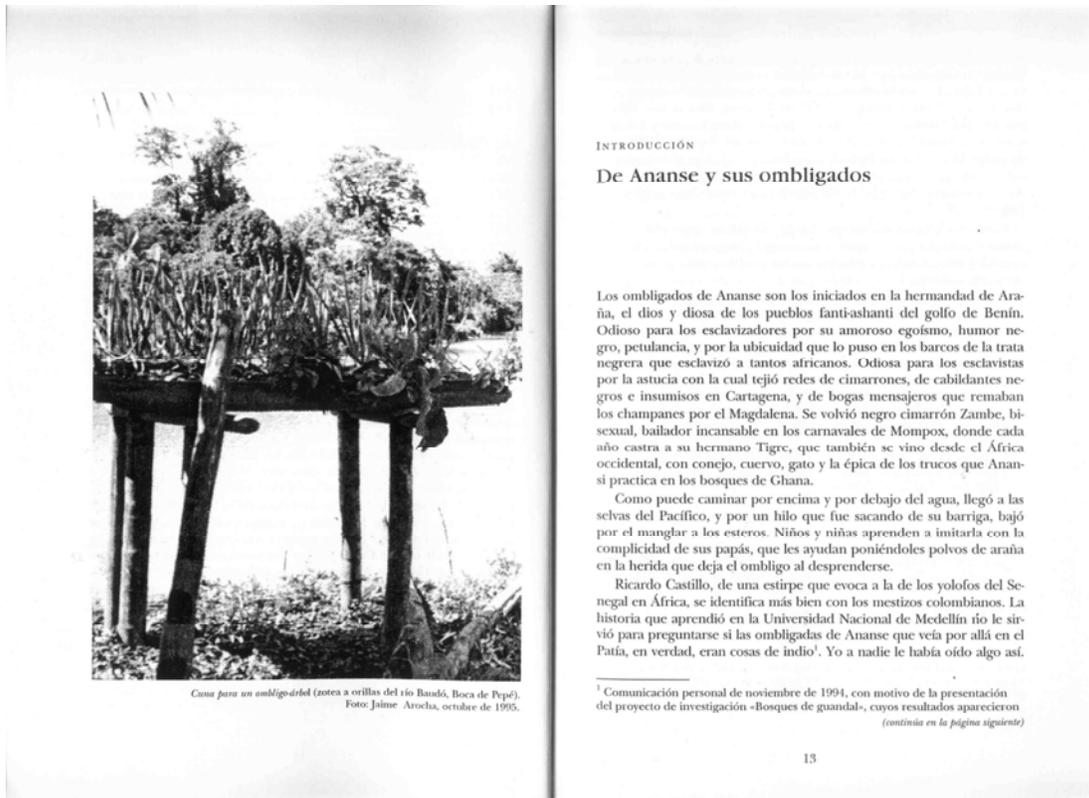 Cuna para un ombligo-árbol (zotea a orillas del río Baudó, Boca de Pepé).
Foto: Jaime Arocha, octubre de 1995.
INTRODUCCIÓN
De Ananse y sus ombligados
Los ombligados de Ananse son los iniciados en la hermandad de Ara-
ña, el dios y diosa de los pueblos fanti-ashanti del golfo de Benín.
Odioso para los esclavizadores por su amoroso egoísmo, humor ne-
gro, petulancia, y por la ubicuidad que lo puso en los barcos de la trata
negrera que esclavizó a tantos africanos. Odiosa para los esclavistas
por la astucia con la cual tejió redes de cimarrones, de cabildantes ne-
gros e insumisos en Cartagena, y de bogas mensajeros que remaban
los champanes por el Magdalena. Se volvió negro cimarrón Zambe, bi-
sexual, bailador incansable en los carnavales de Mompox, donde cada
año castra a su hermano Tigre, que también se vino desde el África
occidental, con conejo, cuervo, gato y la épica de los trucos que Anan-
si practica en los bosques de Ghana.
Como puede caminar por encima y por debajo del agua, llegó a las
selvas del Pacífico, y por un hilo que fue sacando de su barriga, bajó
por el manglar a los esteros. Niños y niñas aprenden a imitarla con la
complicidad de sus papás, que les ayudan poniéndoles polvos de araña
en la herida que deja el ombligo al desprenderse.
Ricardo Castillo, de una estirpe que evoca a la de los yolofos del Se-
negal en África, se identifica más bien con los mestizos colombianos. La
historia que aprendió en la Universidad Nacional de Medellín no le sir-
vió para preguntarse si las ombligadas de Ananse que veía por allá en el
Patía, en verdad, eran cosas de indio¹. Yo a nadie le había oído algo así.
¹ Comunicación personal de noviembre de 1994, con motivo de la presentación
del proyecto de investigación «Bosques de guandal», cuyos resultados aparecieron
(continúa en la página siguiente)
13